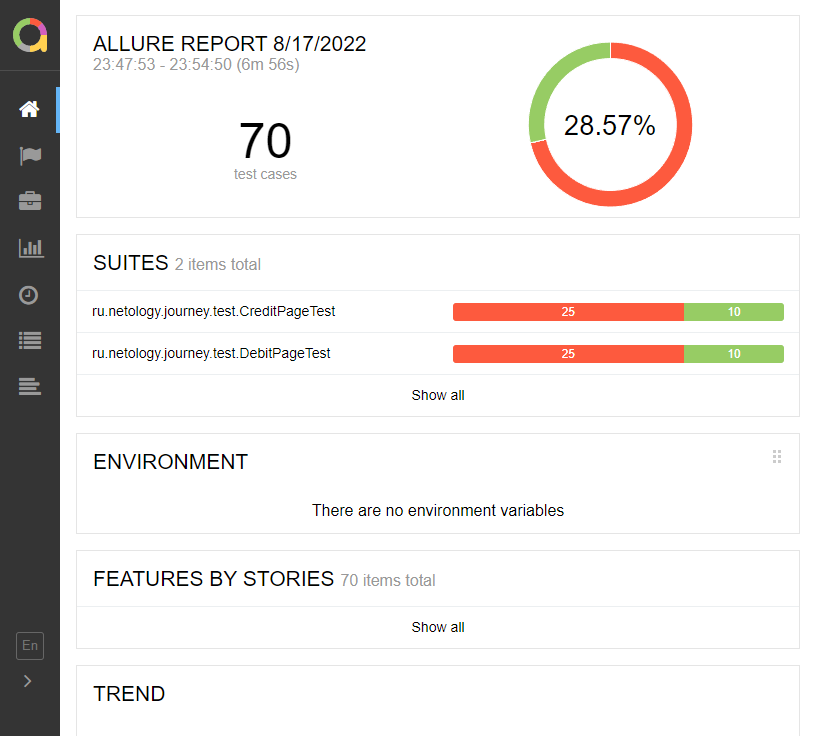 ALLURE REPORT 8/17/2022
23:47:53 - 23:54:50 (6m 56s)
70
test cases
28.57%
SUITES 2 items total
ru.netology.journey.test.CreditPageTest 25 10
ru.netology.journey.test.DebitPageTest 25 10
Show all
ENVIRONMENT
There are no environment variables
FEATURES BY STORIES 70 items total
Show all
TREND
En